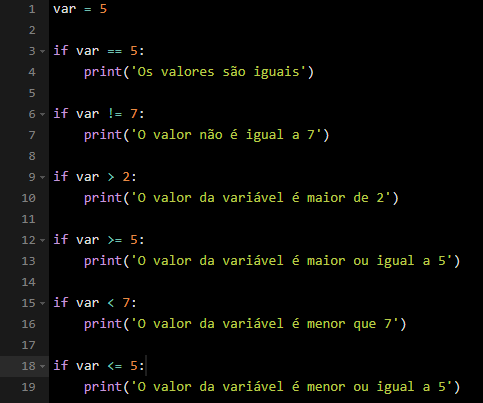 1 var = 5
2
3 if var == 5:
4     print('Os valores são iguais')
5
6 if var != 7:
7     print('O valor não é igual a 7')
8
9 if var > 2:
10     print('O valor da variável é maior de 2')
11
12 if var >= 5:
13     print('O valor da variável é maior ou igual a 5')
14
15 if var < 7:
16     print('O valor da variável é menor que 7')
17
18 if var <= 5:
19     print('O valor da variável é menor ou igual a 5')